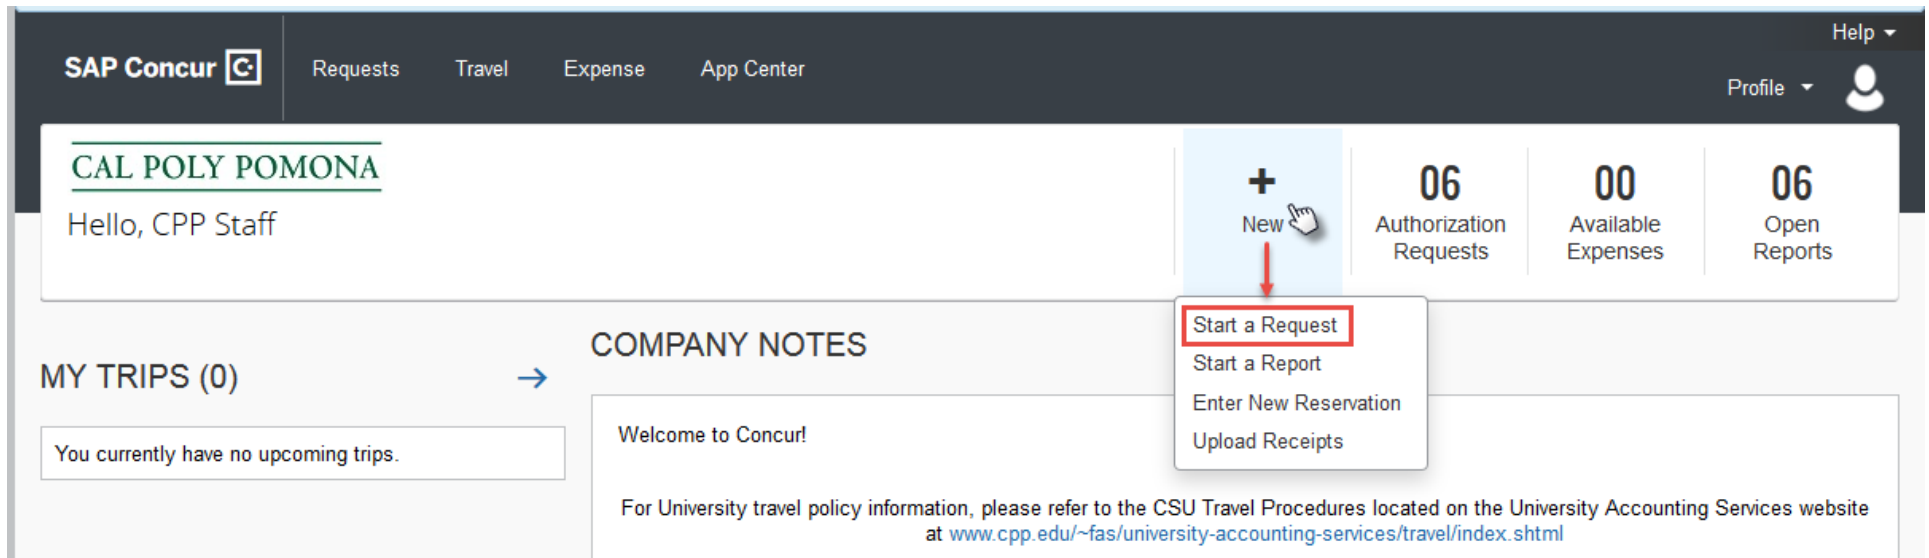 Help
SAP Concur C.
Requests
Travel
Expense
App Center
Profile
CAL POLY POMONA
Hello, CPP Staff
+
New
06
Authorization
Requests
00
Available
Expenses
06
Open
Reports
Start a Request
Start a Report
Enter New Reservation
Upload Receipts
MY TRIPS (0)
You currently have no upcoming trips.
COMPANY NOTES
Welcome to Concur!
For University travel policy information, please refer to the CSU Travel Procedures located on the University Accounting Services website
at www.cpp.edu/~fas/university-accounting-services/travel/index.shtml